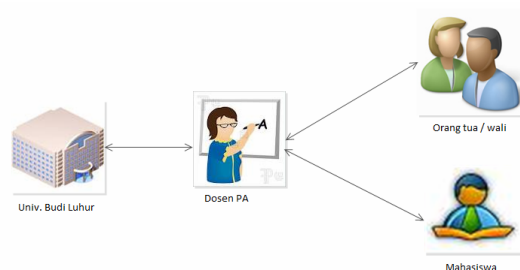 Orang tua / wali
Univ. Budi Luhur
A
Dosen PA
Mahasiswa